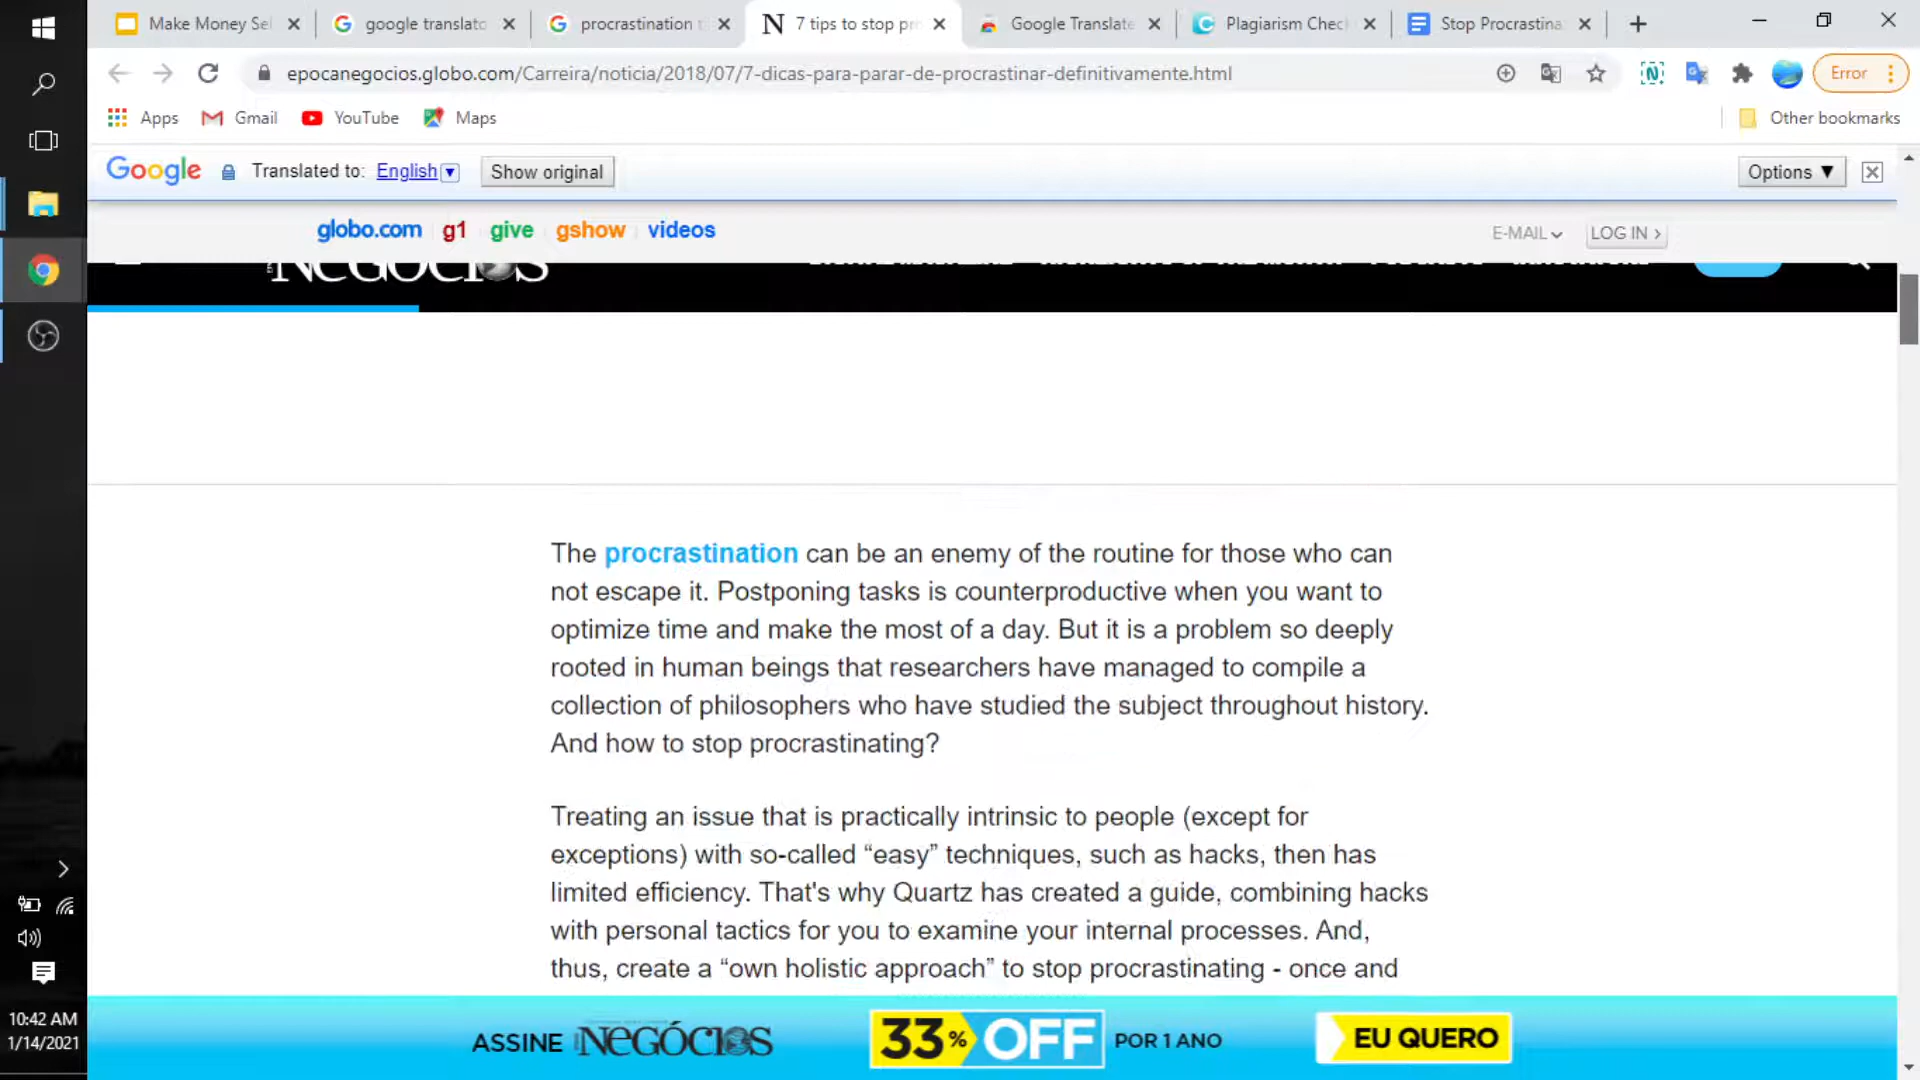 Make Money Sel
google translato
procrastination t
7 tips to stop pr
Google Translate
Plagiarism Chec
Stop Procrastina
epocanegocios.globo.com/Carreira/noticia/2018/07/7-dicas-para-parar-de-procrastinar-definitivamente.html
Error
Apps
Gmail
YouTube
Maps
Other bookmarks
Google
Translated to: English
Show original
Options ▼
globo.com g1 give gshow videos
E-MAIL
LOG IN >
NEGÓCIOS
The procrastination can be an enemy of the routine for those who can
not escape it. Postponing tasks is counterproductive when you want to
optimize time and make the most of a day. But it is a problem so deeply
rooted in human beings that researchers have managed to compile a
collection of philosophers who have studied the subject throughout history.
And how to stop procrastinating?
Treating an issue that is practically intrinsic to people (except for
exceptions) with so-called “easy” techniques, such as hacks, then has
limited efficiency. That's why Quartz has created a guide, combining hacks
with personal tactics for you to examine your internal processes. And,
thus, create a “own holistic approach” to stop procrastinating - once and
ASSINE NEGÓCIOS
33% OFF
POR 1 ANO
EU QUERO
10:42 AM
1/14/2021